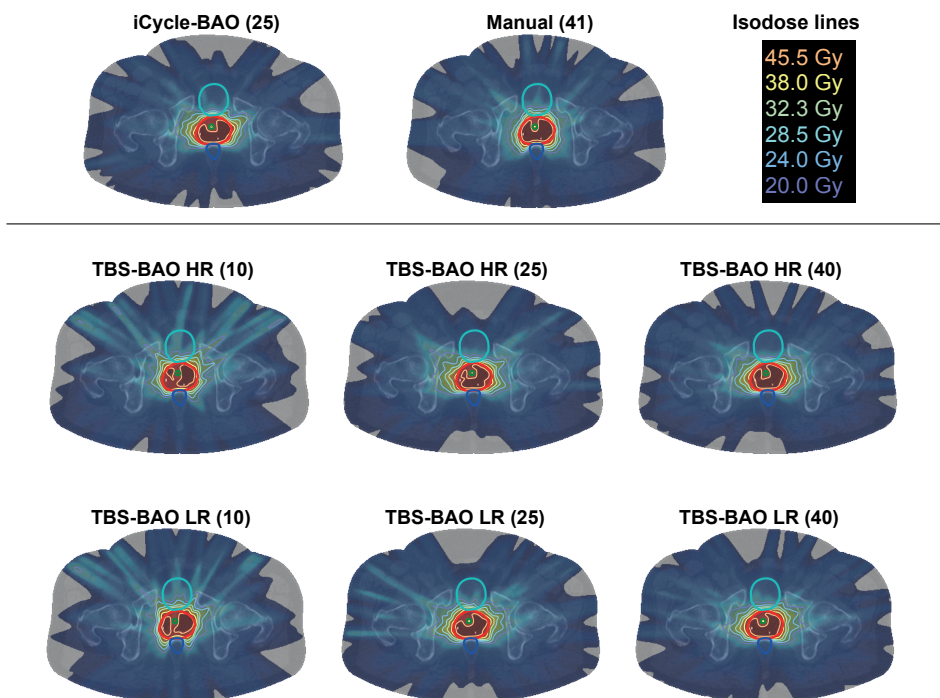 iCycle-BAO (25)
Manual (41)
Isodose lines
45.5 Gy
38.0 Gy
32.3 Gy
28.5 Gy
24.0 Gy
20.0 Gy
TBS-BAO HR (10)
TBS-BAO HR (25)
TBS-BAO HR (40)
TBS-BAO LR (10)
TBS-BAO LR (25)
TBS-BAO LR (40)